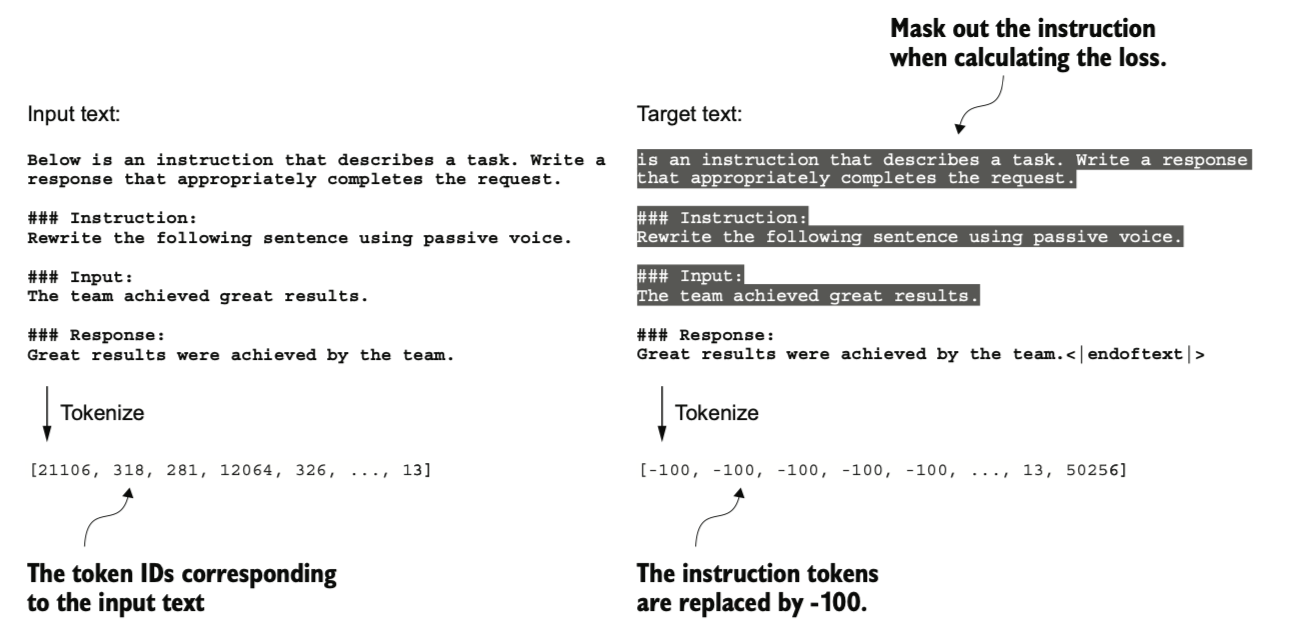 Mask out the instruction
when calculating the loss.
Input text:
Below is an instruction that describes a task. Write a
response that appropriately completes the request.
### Instruction:
Rewrite the following sentence using passive voice.
### Input:
The team achieved great results.
### Response:
Great results were achieved by the team.
Tokenize
[21106, 318, 281, 12064, 326, ..., 13]
The token IDs corresponding
to the input text
Target text:
is an instruction that describes a task. Write a response
that appropriately completes the request.
### Instruction:
Rewrite the following sentence using passive voice.
### Input:
The team achieved great results.
### Response:
Great results were achieved by the team.<|endoftext|>
Tokenize
[-100, -100, -100, -100, -100, ..., 13, 50256]
The instruction tokens
are replaced by -100.